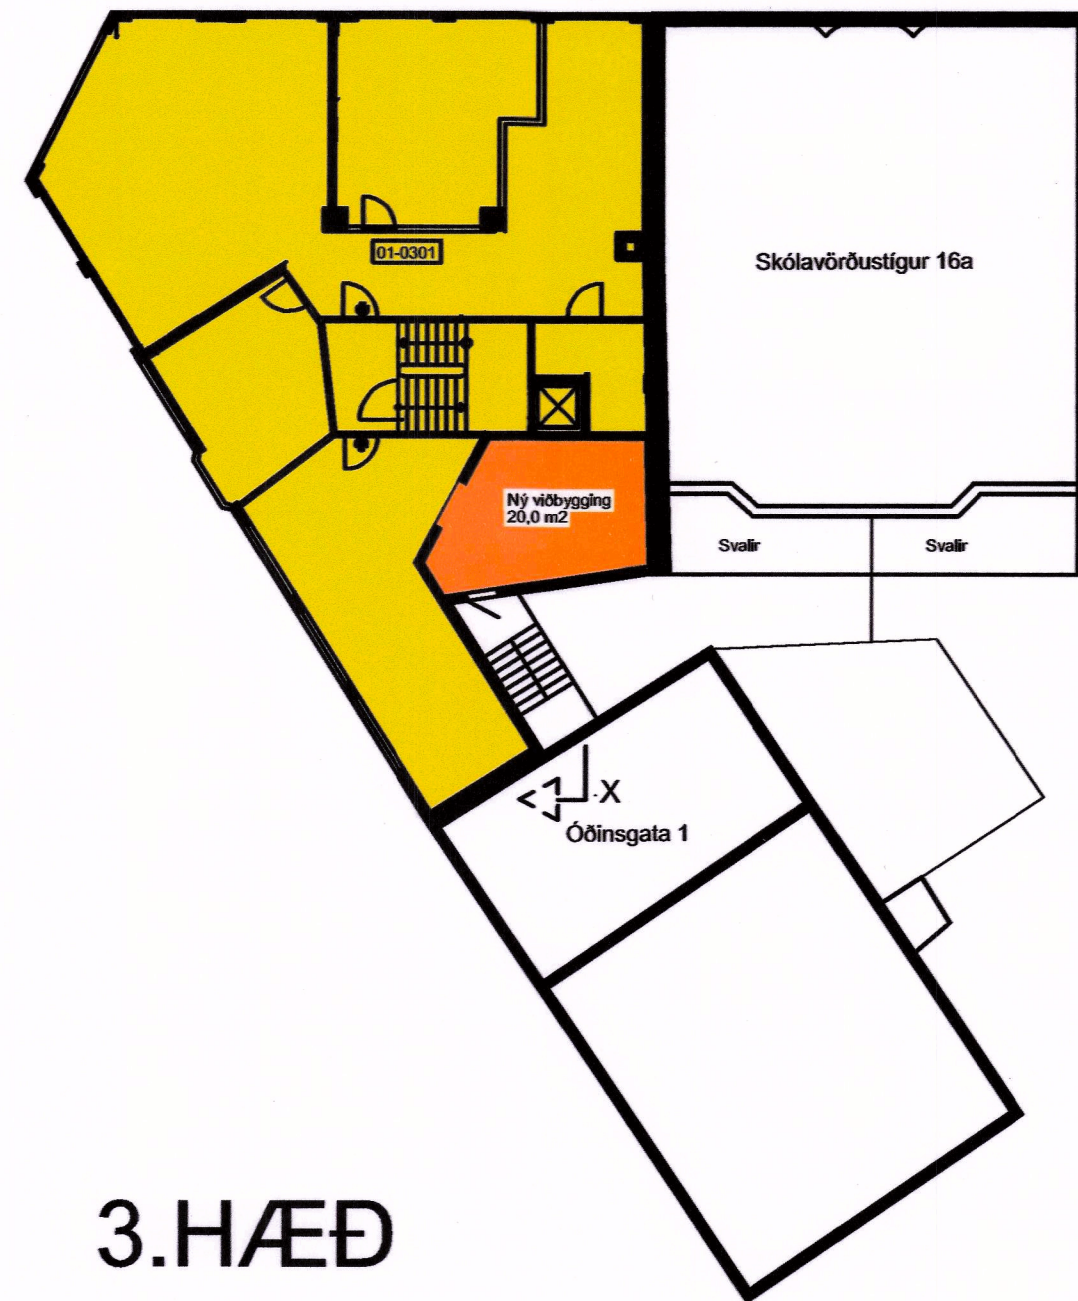 01-0301
Skólavörðustígur 16a
Ný viðbygging
20,0 m2
Svalir
Svalir
X
Óðinsgata 1
3.HÆÐ